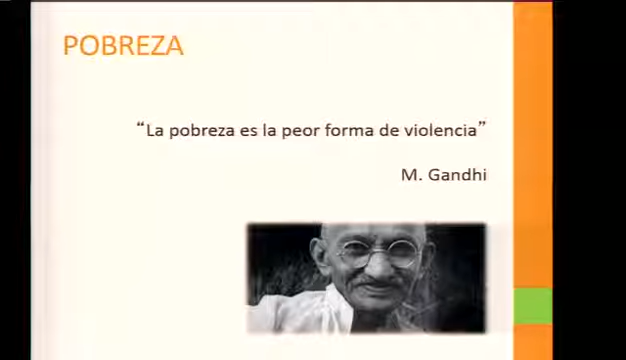 POBREZA
“La pobreza es la peor forma de violencia”
M. Gandhi